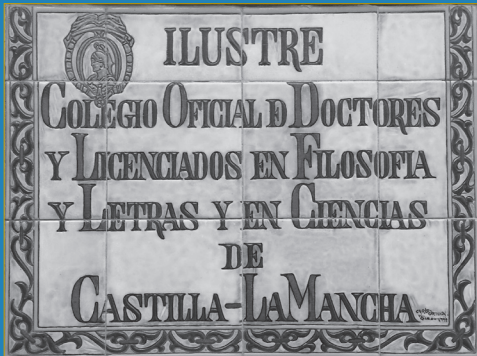 ILUSTRE
COLEGIO OFICIAL D DOCTORES
Y LICENCIADOS EN FILOSOFIA
Y LETRAS Y EN CIENCIAS
DE
CASTILLA-LA MANCHA